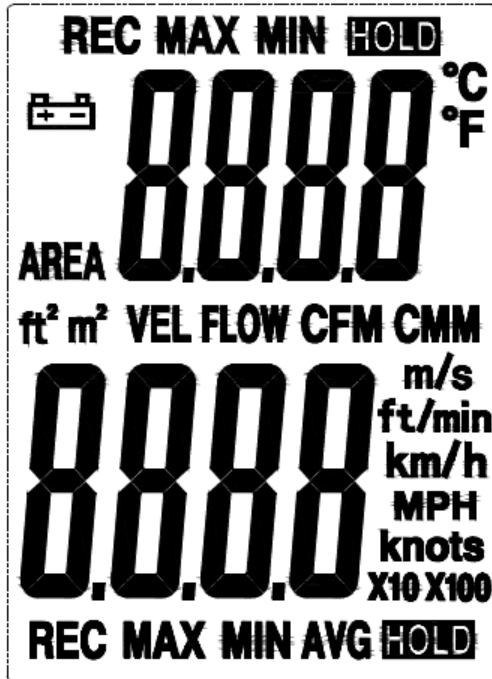 REC MAX MIN HOLD
°C
°F
8.8.8.8
AREA
ft² m² VEL FLOW CFM CMM
m/s
ft/min
km/h
8.8.8.8
MPH
knots
X10 X100
REC MAX MIN AVG HOLD